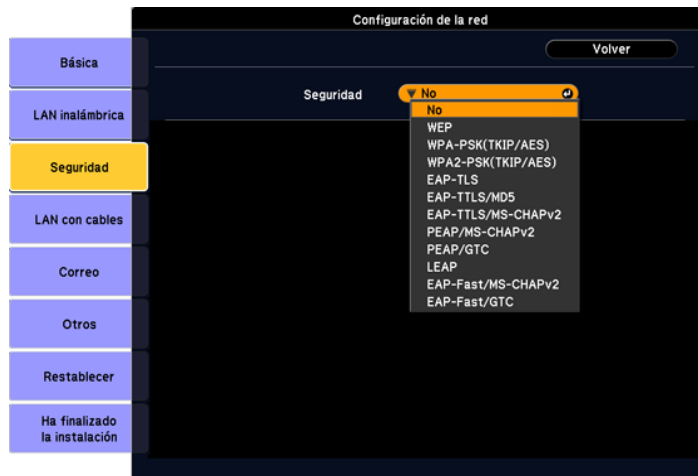 Configuración de la red
Volver
Básica
LAN inalámbrica
Seguridad
LAN con cables
Correo
Otros
Restablecer
Ha finalizado
la instalación
Seguridad
No
No
WEP
WPA-PSK(TKIP/AES)
WPA2-PSK(TKIP/AES)
EAP-TLS
EAP-TTLS/MD5
EAP-TTLS/MS-CHAPv2
PEAP/MS-CHAPv2
PEAP/GTC
LEAP
EAP-Fast/MS-CHAPv2
EAP-Fast/GTC